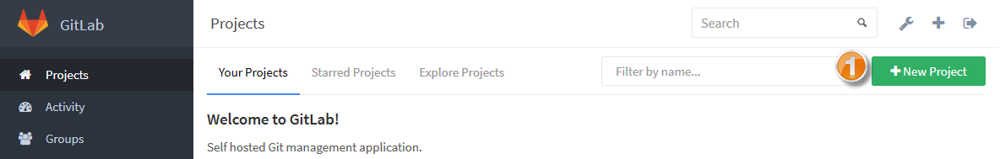 GitLab
Projects
Search
Projects
Your Projects
Starred Projects
Explore Projects
Filter by name...
1
New Project
Activity
Welcome to GitLab!
Groups
Self hosted Git management application.